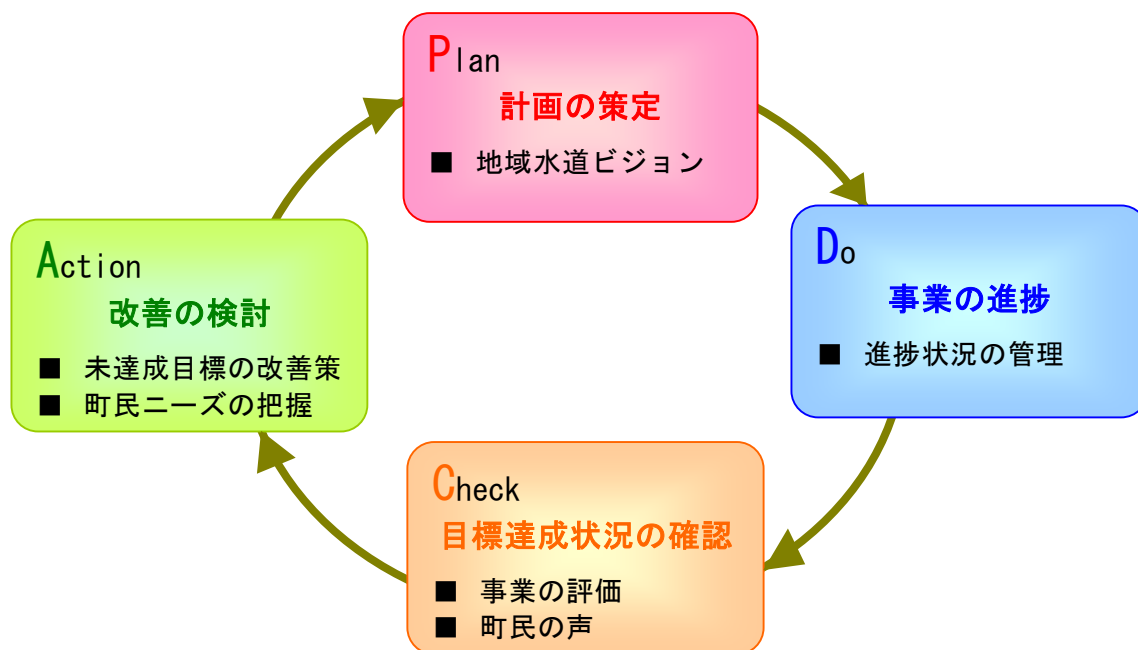 Plan
計画の策定
■ 地域水道ビジョン
Do
事業の進捗
■ 進捗状況の管理
Check
目標達成状況の確認
■ 事業の評価
■ 町民の声
Action
改善の検討
■ 未達成目標の改善策
■ 町民ニーズの把握